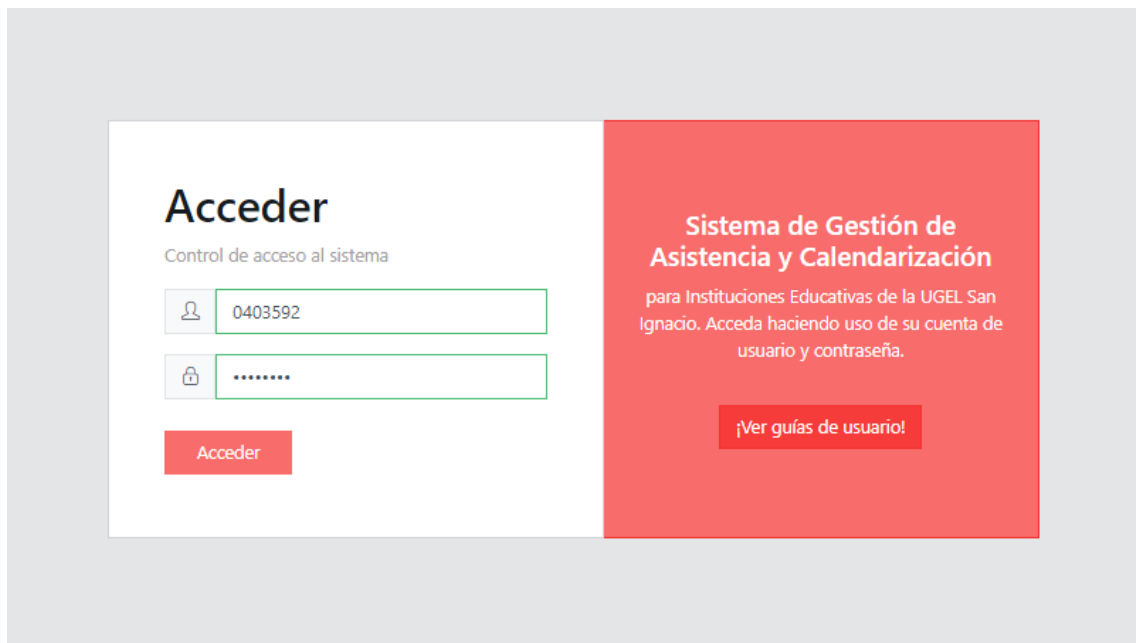 Acceder
Control de acceso al sistema
0403592
••••••••
Acceder
Sistema de Gestión de
Asistencia y Calendarización
para Instituciones Educativas de la UGEL San
Ignacio. Acceda haciendo uso de su cuenta de
usuario y contraseña.
¡Ver guías de usuario!